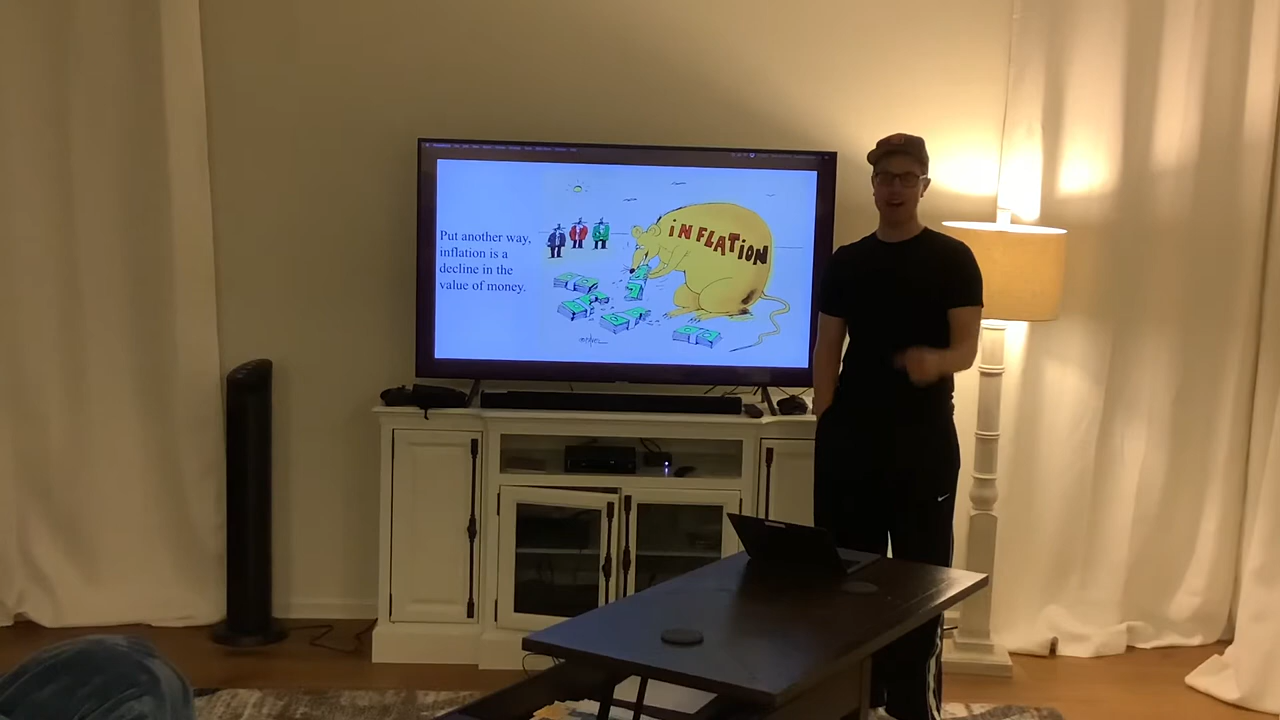 Put another way,
inflation is a
decline in the
value of money.
INFLATION